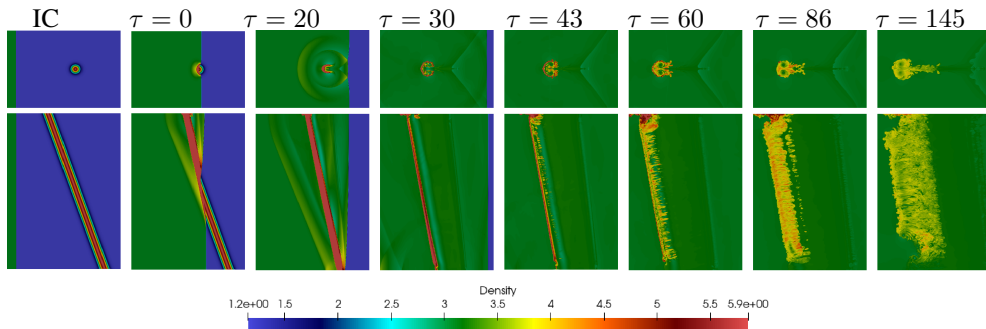 IC τ = 0 τ = 20 τ = 30 τ = 43 τ = 60 τ = 86 τ = 145
Density
1.2e+00 1.5 2 2.5 3 3.5 4 4.5 5 5.5 5.9e+00